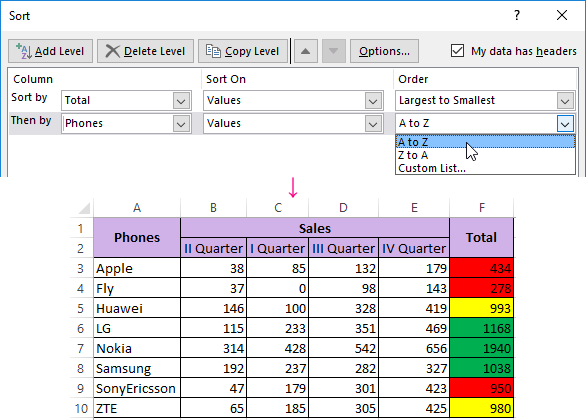 Sort ? ×
Add Level Delete Level Copy Level Options... My data has headers
Column Sort On Order
Sort by Total Values Largest to Smallest
Then by Phones Values A to Z
A to Z
Z to A
Custom List...
A B C D E F
1 Phones Sales Total
2 II Quarter I Quarter III Quarter IV Quarter
3 Apple 38 85 132 179 434
4 Fly 37 0 98 143 278
5 Huawei 146 100 328 419 993
6 LG 115 233 351 469 1168
7 Nokia 314 428 542 656 1940
8 Samsung 192 237 282 327 1038
9 SonyEricsson 47 179 301 423 950
10 ZTE 65 185 305 425 980